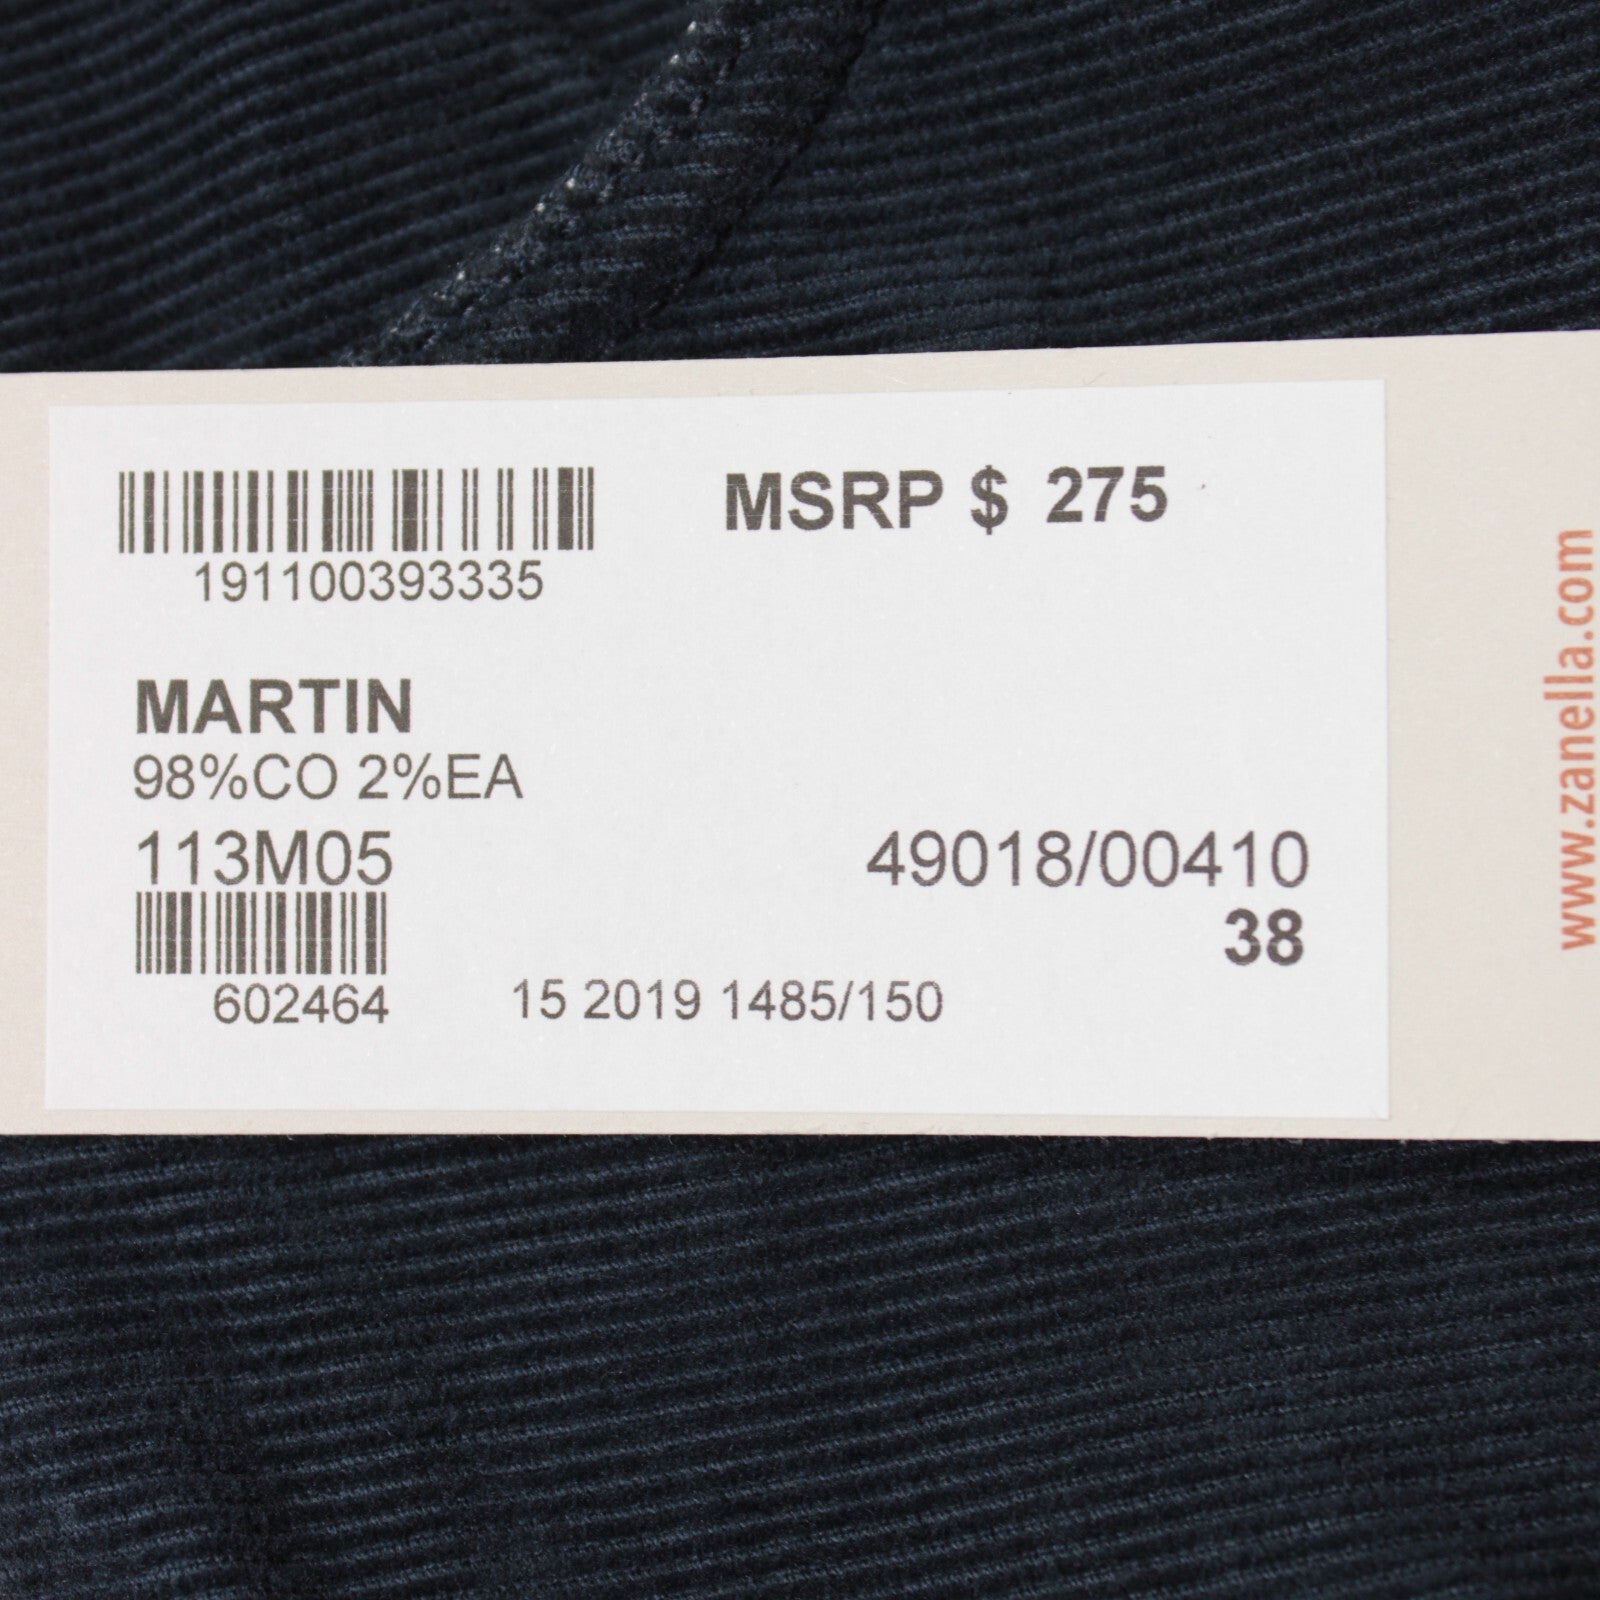 MSRP $ 275
191100393335
MARTIN
98%CO 2%EA
113M05
49018/00410
38
602464
15 2019 1485/150
www.zanella.com